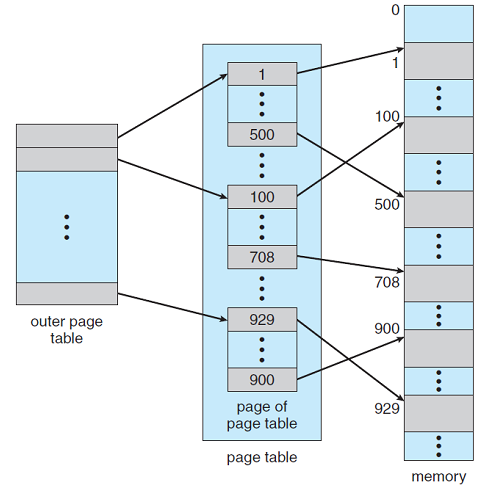 outer page
table
1
500
100
708
929
900
page of
page table
page table
0
1
100
500
708
900
929
memory